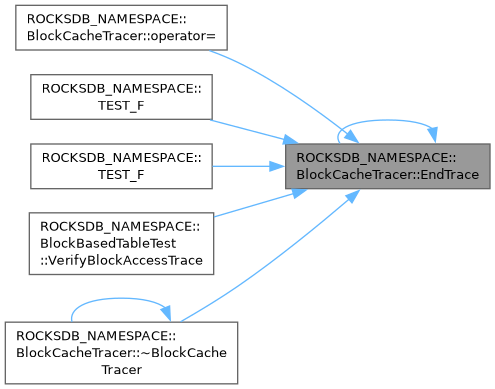 ROCKSDB_NAMESPACE::
BlockCacheTracer::operator=
ROCKSDB_NAMESPACE::
TEST_F
ROCKSDB_NAMESPACE::
BlockCacheTracer::EndTrace
ROCKSDB_NAMESPACE::
TEST_F
ROCKSDB_NAMESPACE::
BlockBasedTableTest
::VerifyBlockAccessTrace
ROCKSDB_NAMESPACE::
BlockCacheTracer::~BlockCache
Tracer